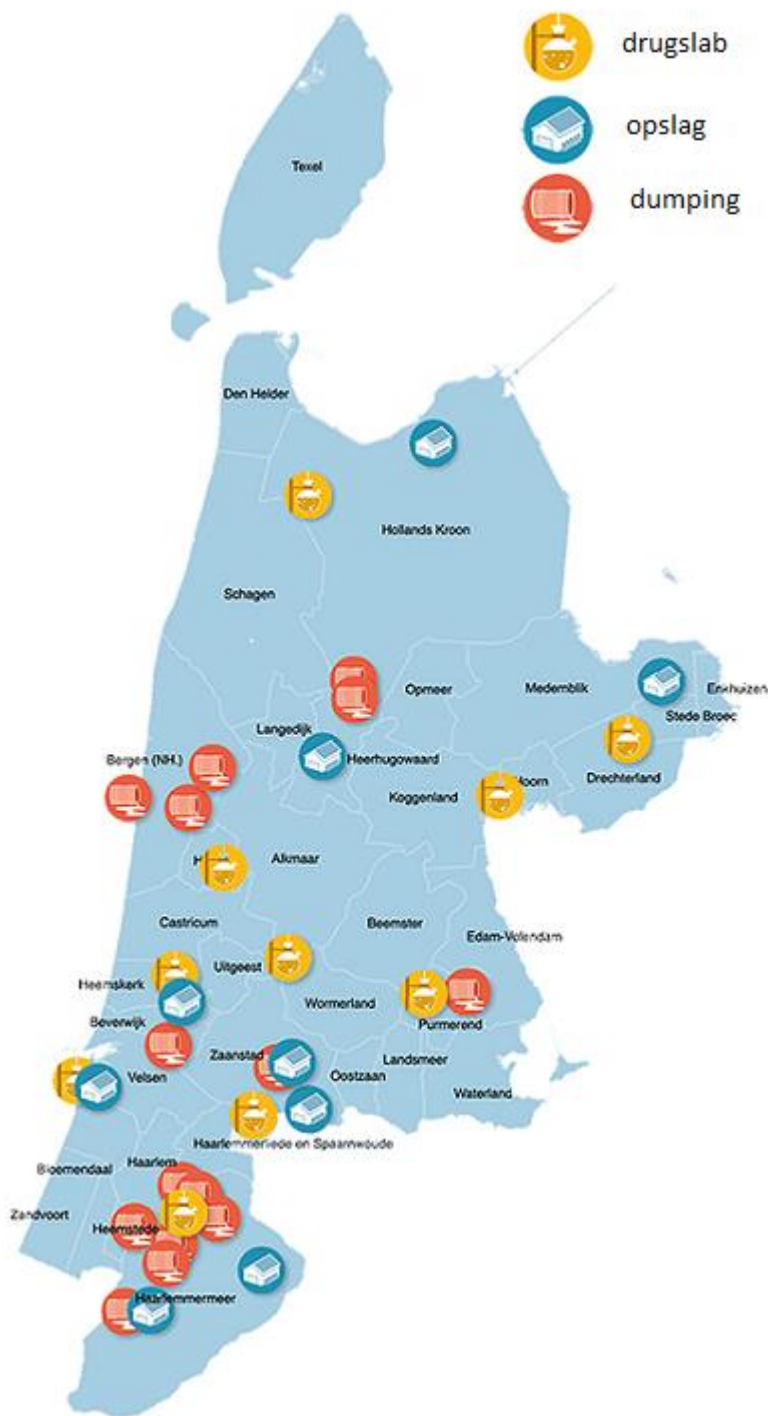 drugslab
opslag
dumping
Texel
Den Helder
Hollands Kroon
Schagen
Opmeer
Medemblik
Enkhuizen
Stede Broec
Langedijk
Heerhugowaard
Bergen (NH.)
Drechterland
Koggenland
Alkmaar
Castricum
Beemster
Edam-Volendam
Uitgeest
Heemskerk
Wormerland
Beverwijk
Purmerend
Zaanstad
Landsmeer
Oostzaan
Velsen
Waterland
Haarlemmerliede en Spaarnwoude
Haarlem
Bloemendaal
Zandvoort
Heemstede
Haarlemmermeer